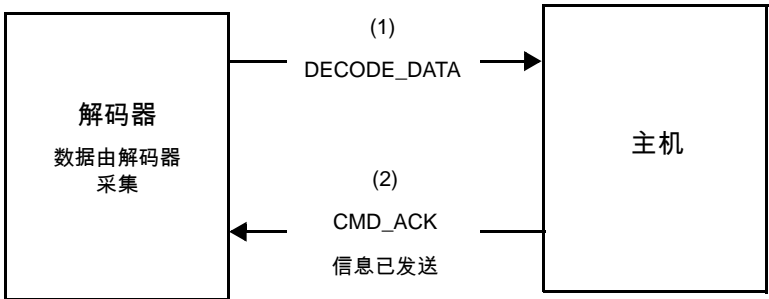 解码器
数据由解码器
采集
(1)
DECODE_DATA
(2)
CMD_ACK
信息已发送
主机